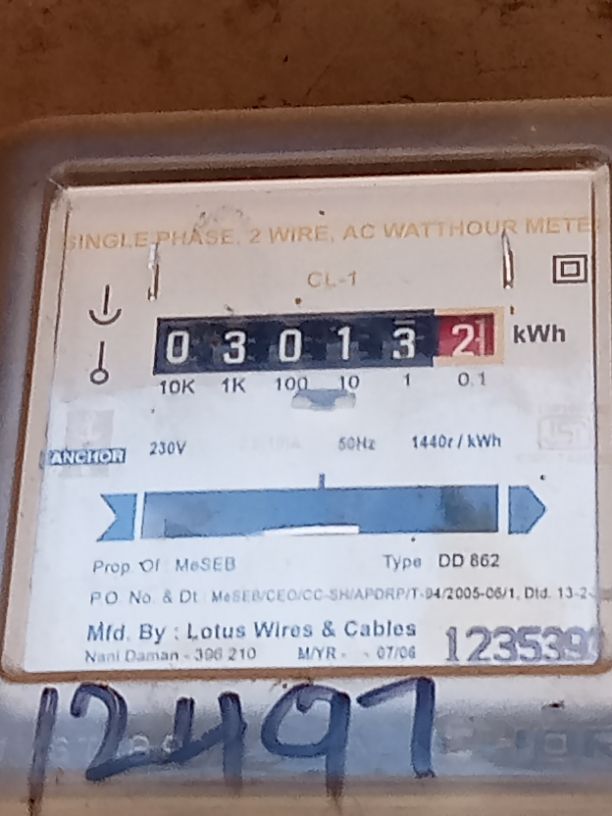 SINGLE PHASE, 2 WIRE, AC WATTHOUR METER
CL-1
0 3 0 1 3 2 kWh
10K 1K 100 10 1 0.1
ANCHOR 230V 50Hz 1440r / kWh
Prop. Of MeSEB Type DD 862
P.O. No. & Dt. MeSEB/CEO/CC-SH/APDRP/T-94/2005-06/1, Dtd. 13-2-
Mfd. By : Lotus Wires & Cables
Nani Daman - 396 210 M/YR - 07/06 1235391
12497